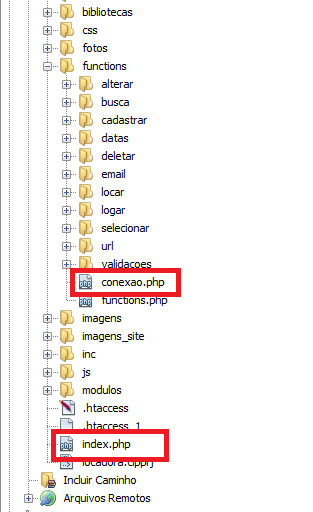 bibliotecas
css
fotos
functions
alterar
busca
cadastrar
datas
deletar
email
locar
logar
selecionar
url
validacoes
conexao.php
functions.php
imagens
imagens_site
inc
js
modulos
.htaccess
.htaccess_1
index.php
locadora.clpprj
Incluir Caminho
Arquivos Remotos